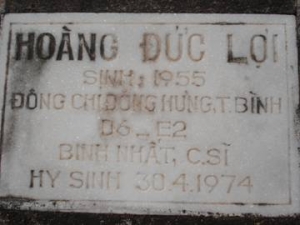 HOÀNG ĐỨC LỢI
SINH: 1955
ĐÔNG CHI ĐÔNG HƯNG.T.BÌNH
D6 _ E2
BINH NHẤT, C.SĨ
HY SINH 30.4.1974